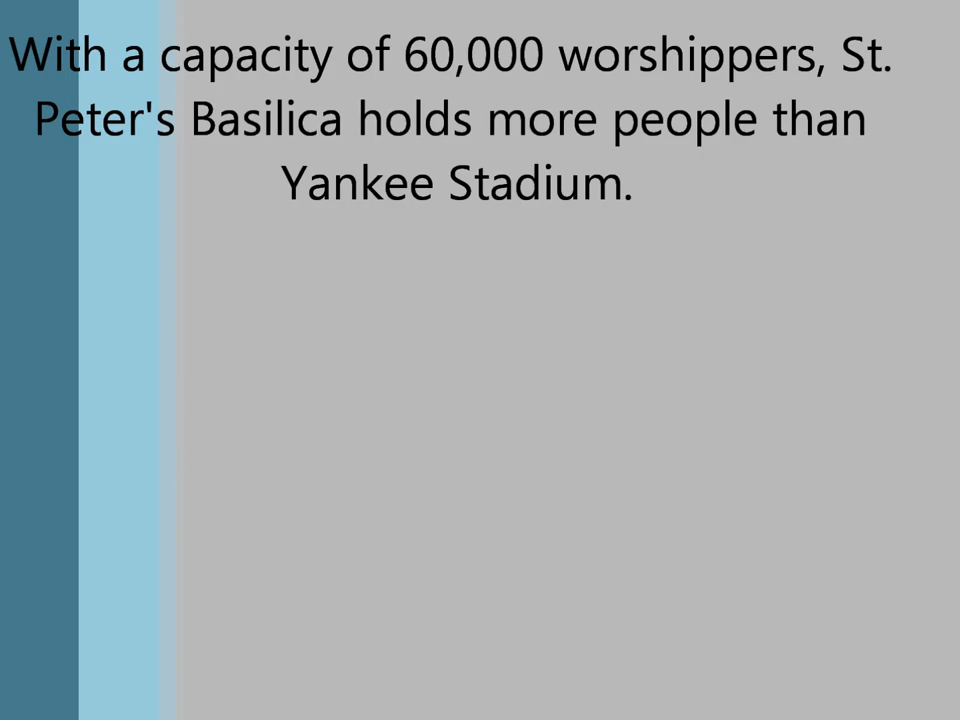 With a capacity of 60,000 worshippers, St.
Peter's Basilica holds more people than
Yankee Stadium.